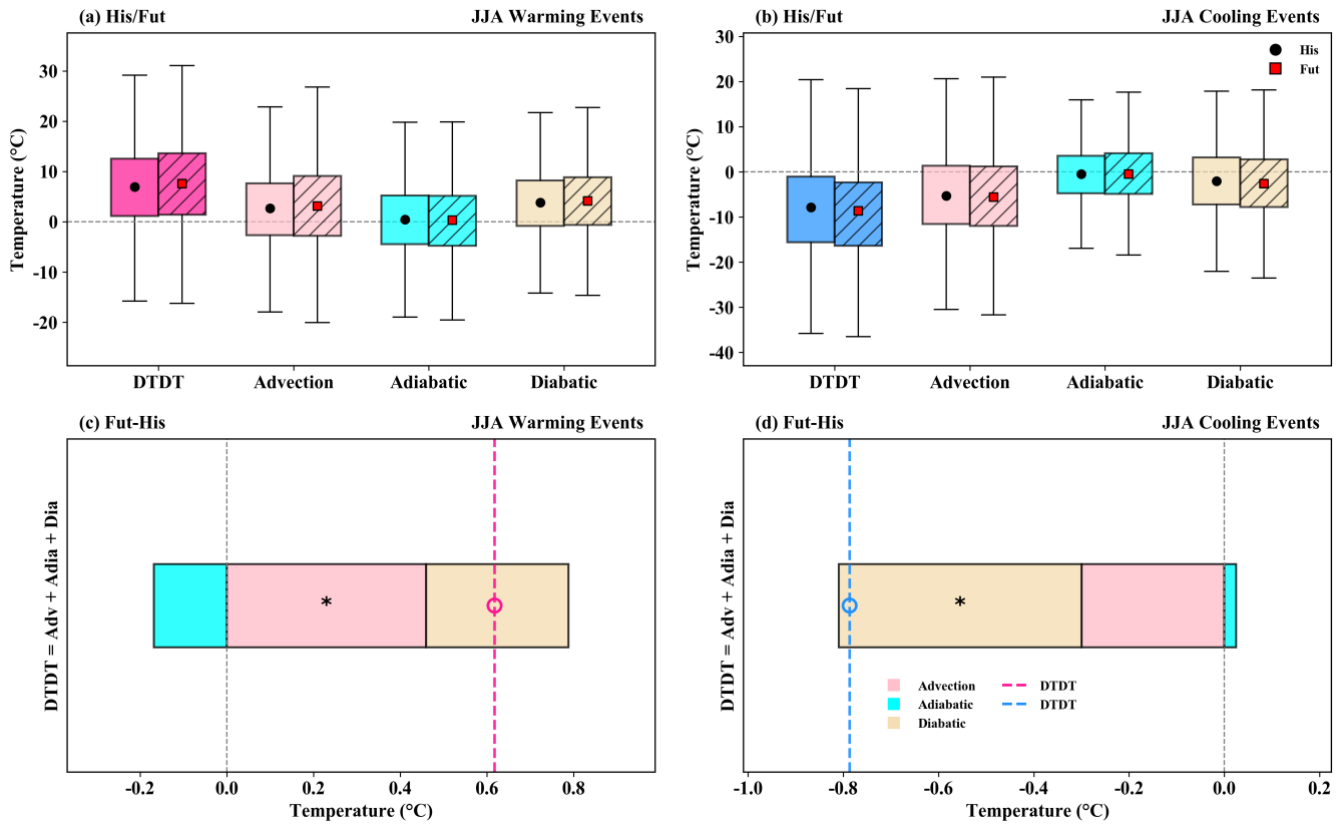 (a) His/Fut JJA Warming Events
Temperature (°C)
30
20
10
0
-10
-20
DTDT Advection Adiabatic Diabatic
(b) His/Fut JJA Cooling Events
Temperature (°C)
30
20
10
0
-10
-20
-30
-40
His
Fut
DTDT Advection Adiabatic Diabatic
(c) Fut-His JJA Warming Events
DTDT = Adv + Adia + Dia
*
-0.2 0.0 0.2 0.4 0.6 0.8
Temperature (°C)
(d) Fut-His JJA Cooling Events
DTDT = Adv + Adia + Dia
*
Advection DTDT
Adiabatic DTDT
Diabatic
-1.0 -0.8 -0.6 -0.4 -0.2 0.0 0.2
Temperature (°C)